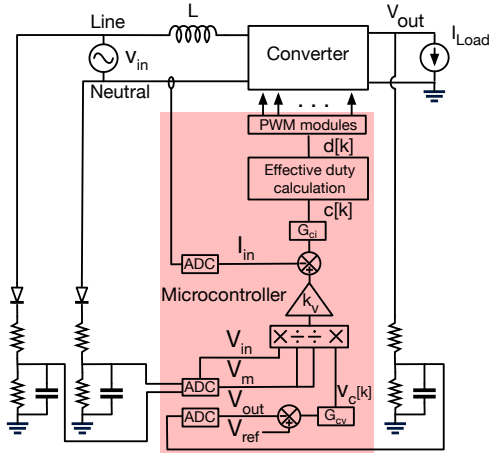 Line
L
V_out
Converter
I_Load
v_in
Neutral
. . .
PWM modules
d[k]
Effective duty
calculation
c[k]
G_ci
I_in
ADC
Microcontroller
k_v
× ÷ ÷ ×
V_in
V_m
ADC
V_c[k]
V_out
ADC
G_cv
V_ref